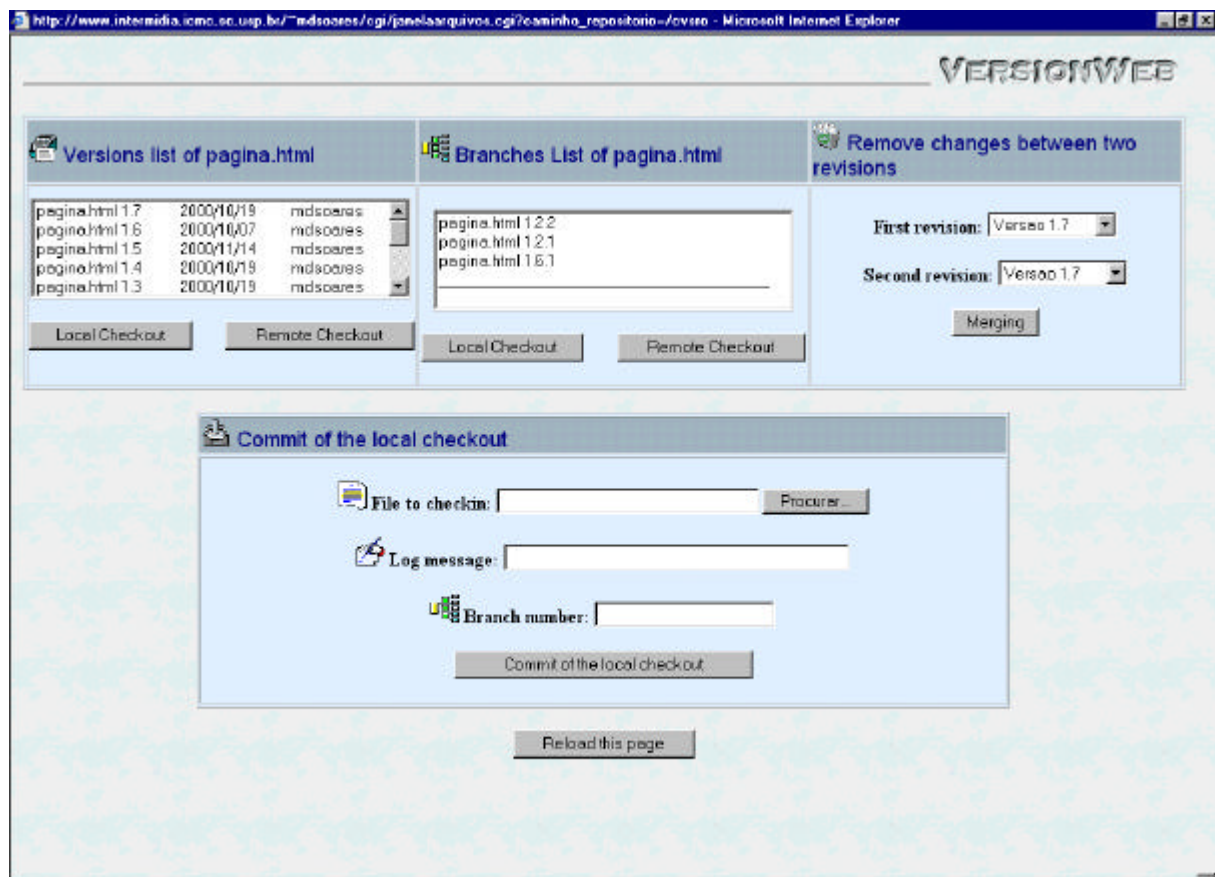 http://www.intermidia.icmc.sc.usp.br/~mdsoares/cgi/janelaarquivos.cgi?caminho_repositorio=/cvsro - Microsoft Internet Explorer
VERSIONWEB
Versions list of pagina.html
pagina.html 1.7 2000/10/19 mdsoares
pagina.html 1.6 2000/10/07 mdsoares
pagina.html 1.5 2000/11/14 mdsoares
pagina.html 1.4 2000/10/19 mdsoares
pagina.html 1.3 2000/10/19 mdsoares
Local Checkout
Remote Checkout
Branches List of pagina.html
pagina.html 1.2.2
pagina.html 1.2.1
pagina.html 1.6.1
Local Checkout
Remote Checkout
Remove changes between two
revisions
First revision: Versao 1.7
Second revision: Versao 1.7
Merging
Commit of the local checkout
File to checkin: Procurar...
Log message:
Branch number:
Commit of the local checkout
Reload this page